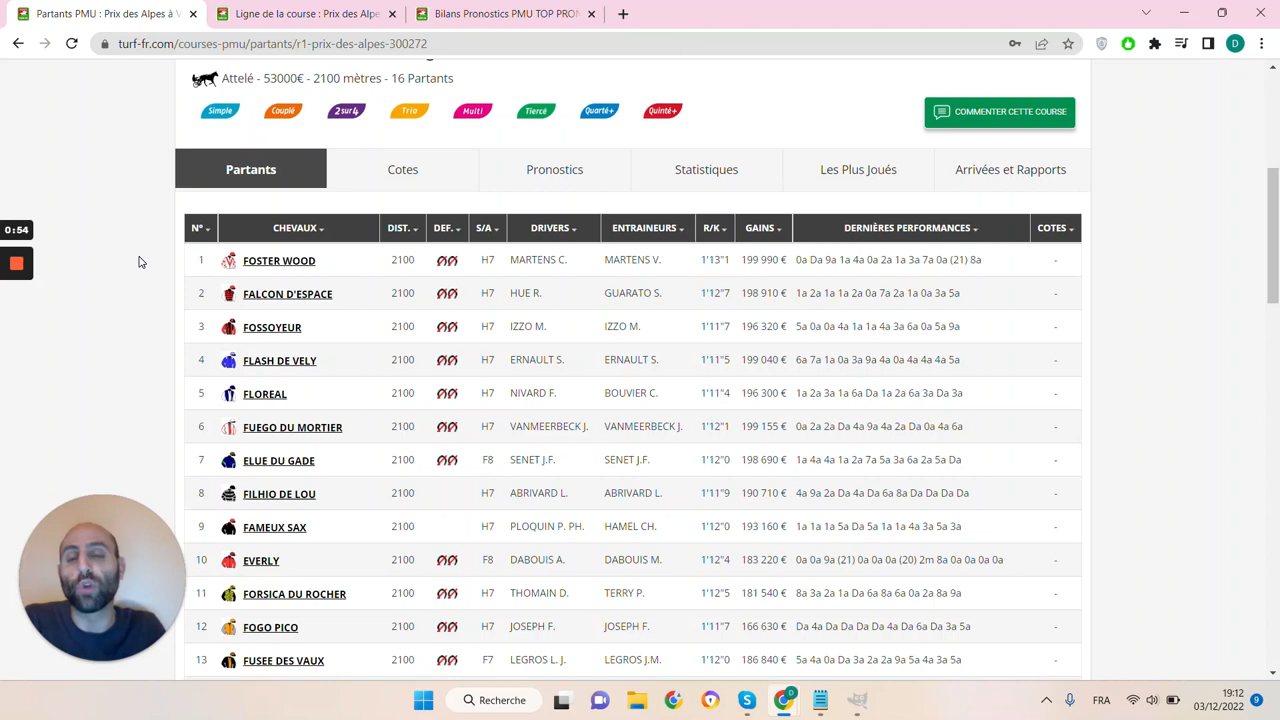 Partants PMU : Prix des Alpes à V
Ligne de la course : Prix des Alpe
Bilans Pronostics PMU TOP PRON
turf-fr.com/courses-pmu/partants/r1-prix-des-alpes-300272
D
Attelé - 53000€ - 2100 mètres - 16 Partants
Simple Couplé 2sur4 Trio Multi Tiercé Quarté+ Quinté+
COMMENTER CETTE COURSE
Partants Cotes Pronostics Statistiques Les Plus Joués Arrivées et Rapports
0:54
N° CHEVAUX DIST. DEF. S/A DRIVERS ENTRAINEURS R/K GAINS DERNIÈRES PERFORMANCES COTES
1 FOSTER WOOD 2100 H7 MARTENS C. MARTENS V. 1'13"1 199 990 € 0a Da 9a 1a 4a 0a 2a 1a 3a 7a 0a (21) 8a -
2 FALCON D'ESPACE 2100 H7 HUE R. GUARATO S. 1'12"7 198 910 € 1a 2a 1a 1a 2a 0a 7a 2a 1a 0a 3a 5a -
3 FOSSOYEUR 2100 H7 IZZO M. IZZO M. 1'11"7 196 320 € 5a 0a 0a 4a 1a 1a 4a 3a 6a 0a 5a 9a -
4 FLASH DE VELY 2100 H7 ERNAULT S. ERNAULT S. 1'11"5 199 040 € 6a 7a 1a 0a 3a 9a 4a 0a 4a 4a 4a 5a -
5 FLOREAL 2100 H7 NIVARD F. BOUVIER C. 1'11"4 196 300 € 1a 2a 3a 1a 6a Da 1a 2a 6a 3a Da 3a -
6 FUEGO DU MORTIER 2100 H7 VANMEERBECK J. VANMEERBECK J. 1'12"1 199 155 € 0a 2a 2a Da 4a 9a 4a 2a Da 0a 4a 6a -
7 ELUE DU GADE 2100 F8 SENET J.F. SENET J.F. 1'12"0 198 690 € 1a 4a 4a 1a 2a 7a 5a 3a 6a 2a 5a Da -
8 FILHIO DE LOU 2100 H7 ABRIVARD L. ABRIVARD L. 1'11"9 190 710 € 4a 9a 2a Da 4a Da 6a 8a Da Da Da Da -
9 FAMEUX SAX 2100 H7 PLOQUIN P. PH. HAMEL CH. 1'12"0 193 160 € 1a 1a 1a 5a Da 5a 1a 1a 4a 3a 5a 3a -
10 EVERLY 2100 F8 DABOUIS A. DABOUIS M. 1'12"4 183 220 € 0a 0a 9a (21) 0a 0a 0a (20) 2m 8a 0a 0a 0a 0a -
11 FORSICA DU ROCHER 2100 H7 THOMAIN D. TERRY P. 1'12"5 181 540 € 8a 3a 2a 1a Da 6a 8a 6a 0a 2a 8a 9a -
12 FOGO PICO 2100 H7 JOSEPH F. JOSEPH F. 1'11"7 166 630 € Da 4a Da Da Da Da 4a Da 6a Da 3a 5a -
13 FUSEE DES VAUX 2100 F7 LEGROS L. J. LEGROS J.M. 1'12"0 186 840 € 5a 4a 0a Da 3a 2a 2a 9a 5a 4a 3a 5a -
Recherche
D
FRA
19:12
03/12/2022
9